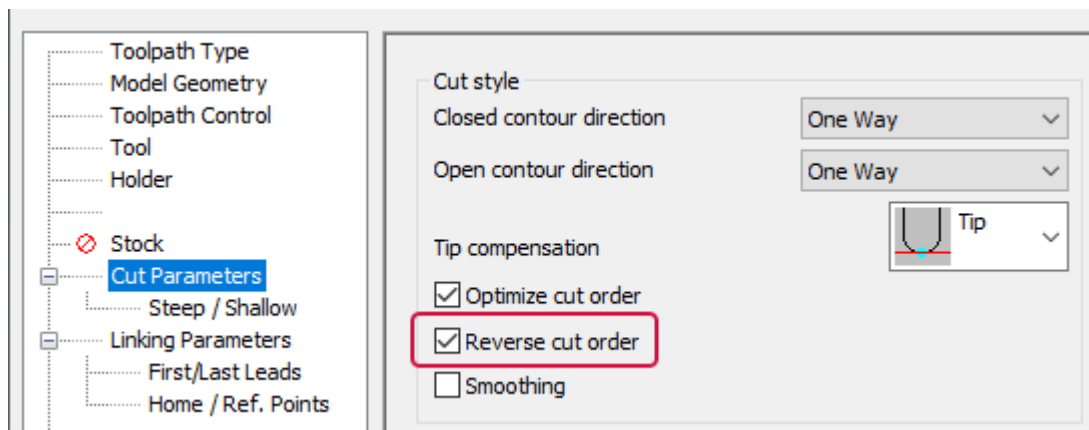 Toolpath Type
Model Geometry
Toolpath Control
Tool
Holder
Stock
Cut Parameters
Steep / Shallow
Linking Parameters
First/Last Leads
Home / Ref. Points
Cut style
Closed contour direction One Way
Open contour direction One Way
Tip compensation Tip
Optimize cut order
Reverse cut order
Smoothing